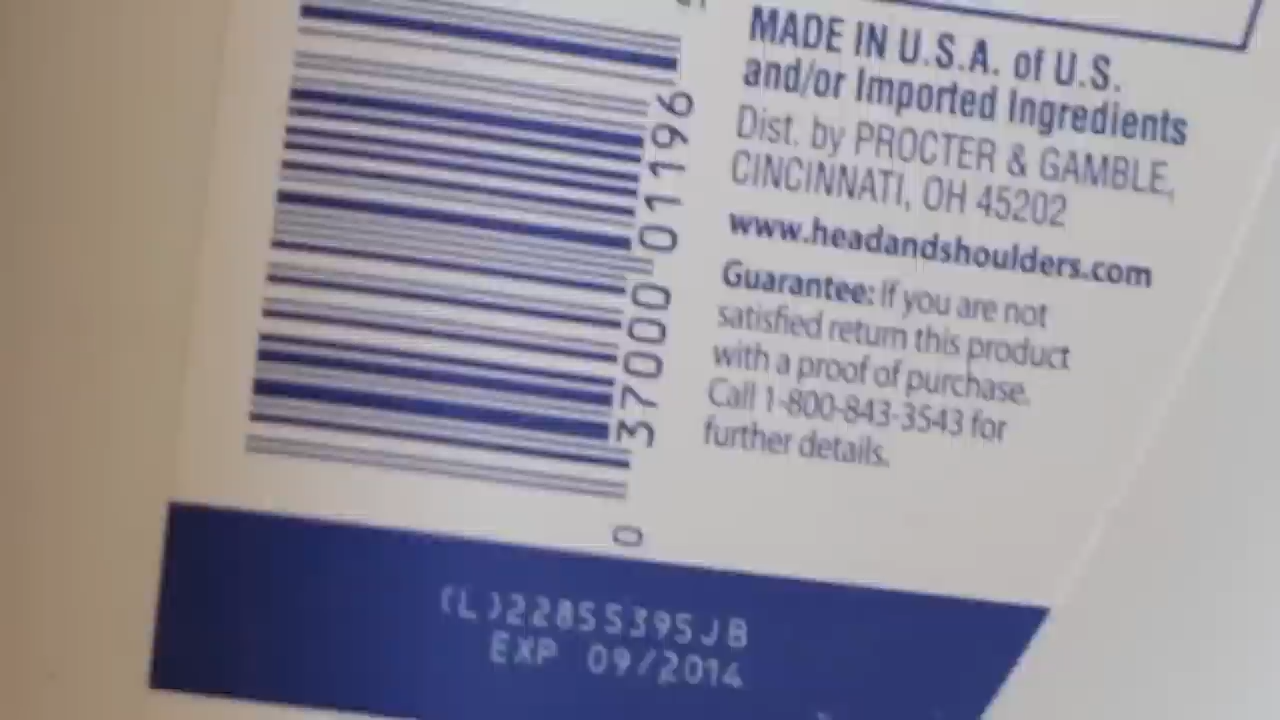 MADE IN U.S.A. of U.S.
and/or Imported Ingredients
Dist. by PROCTER & GAMBLE,
CINCINNATI, OH 45202
www.headandshoulders.com
Guarantee: If you are not
satisfied return this product
with a proof of purchase.
Call 1-800-843-3543 for
further details.
0 37000 01196
(L)22855395JB
EXP 09/2014